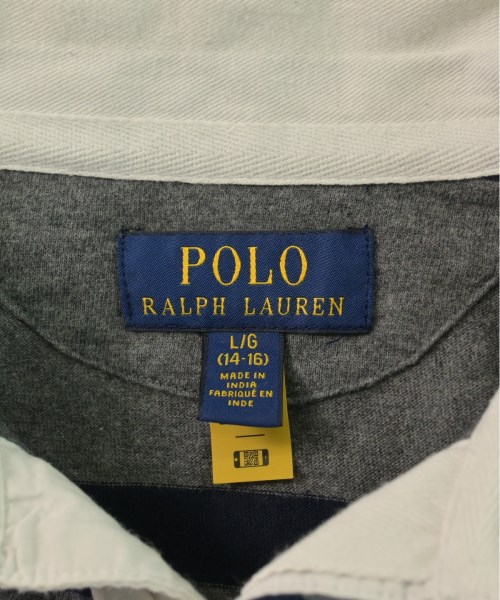 POLO
RALPH LAUREN
L/G
(14-16)
MADE IN
INDIA
FABRIQUÉ EN
INDE